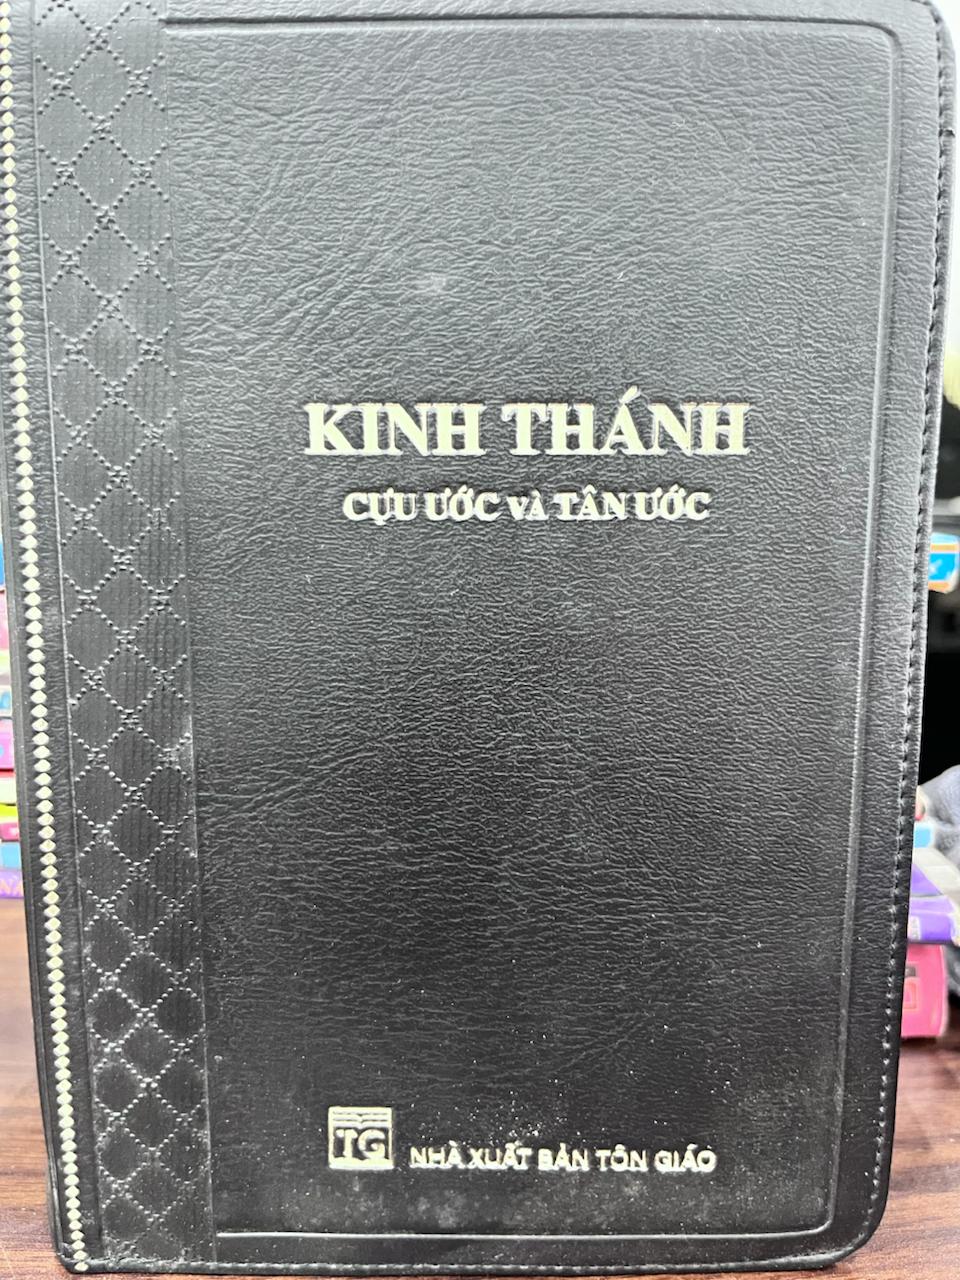 KINH THÁNH
CỰU ƯỚC VÀ TÂN ƯỚC
TG
NHÀ XUẤT BẢN TÔN GIÁO